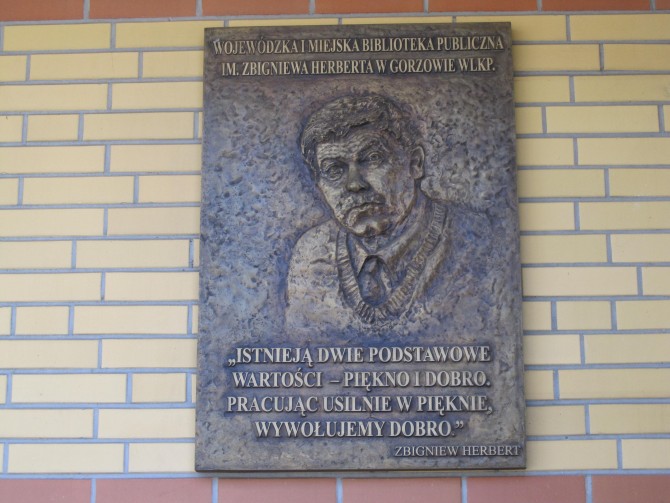 WOJEWÓDZKA I MIEJSKA BIBLIOTEKA PUBLICZNA
IM. ZBIGNIEWA HERBERTA W GORZOWIE WLKP.
„ISTNIEJĄ DWIE PODSTAWOWE
WARTOŚCI – PIĘKNO I DOBRO.
PRACUJĄC USILNIE W PIĘKNIE,
WYWOŁUJEMY DOBRO.”
ZBIGNIEW HERBERT